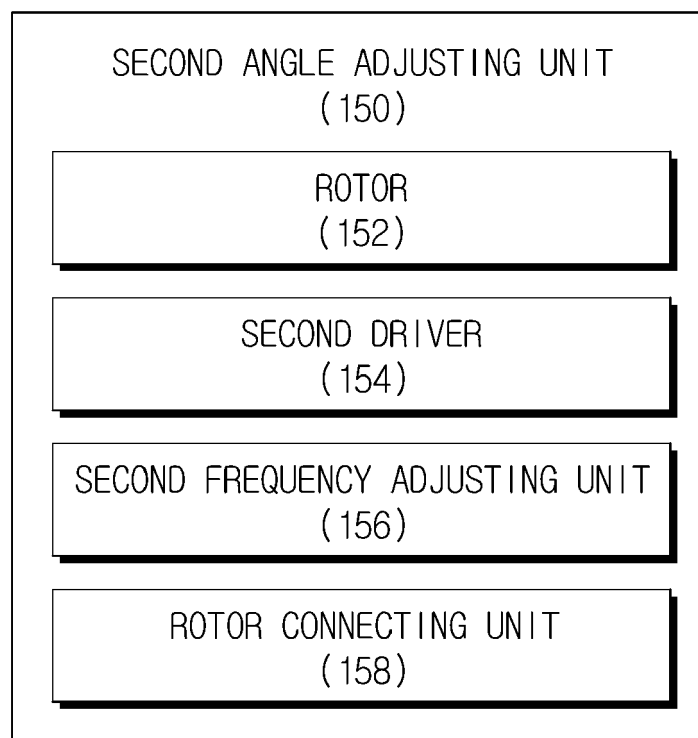 SECOND ANGLE ADJUSTING UNIT
(150)
ROTOR
(152)
SECOND DRIVER
(154)
SECOND FREQUENCY ADJUSTING UNIT
(156)
ROTOR CONNECTING UNIT
(158)